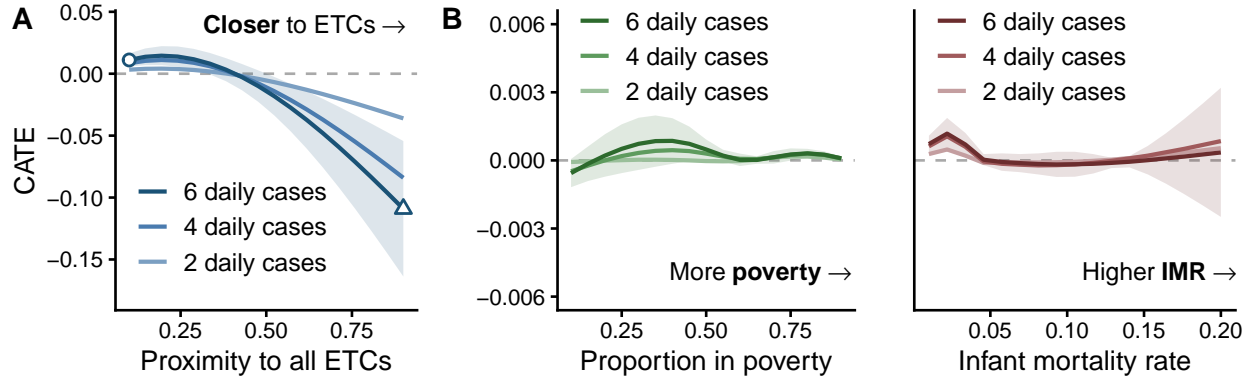 A
Closer to ETCs →
0.05
0.00
−0.05
−0.10
−0.15
CATE
6 daily cases
4 daily cases
2 daily cases
0.25
0.50
0.75
Proximity to all ETCs
B
0.006
0.003
0.000
−0.003
−0.006
6 daily cases
4 daily cases
2 daily cases
More poverty →
0.25
0.50
0.75
Proportion in poverty
6 daily cases
4 daily cases
2 daily cases
Higher IMR →
0.05
0.10
0.15
0.20
Infant mortality rate